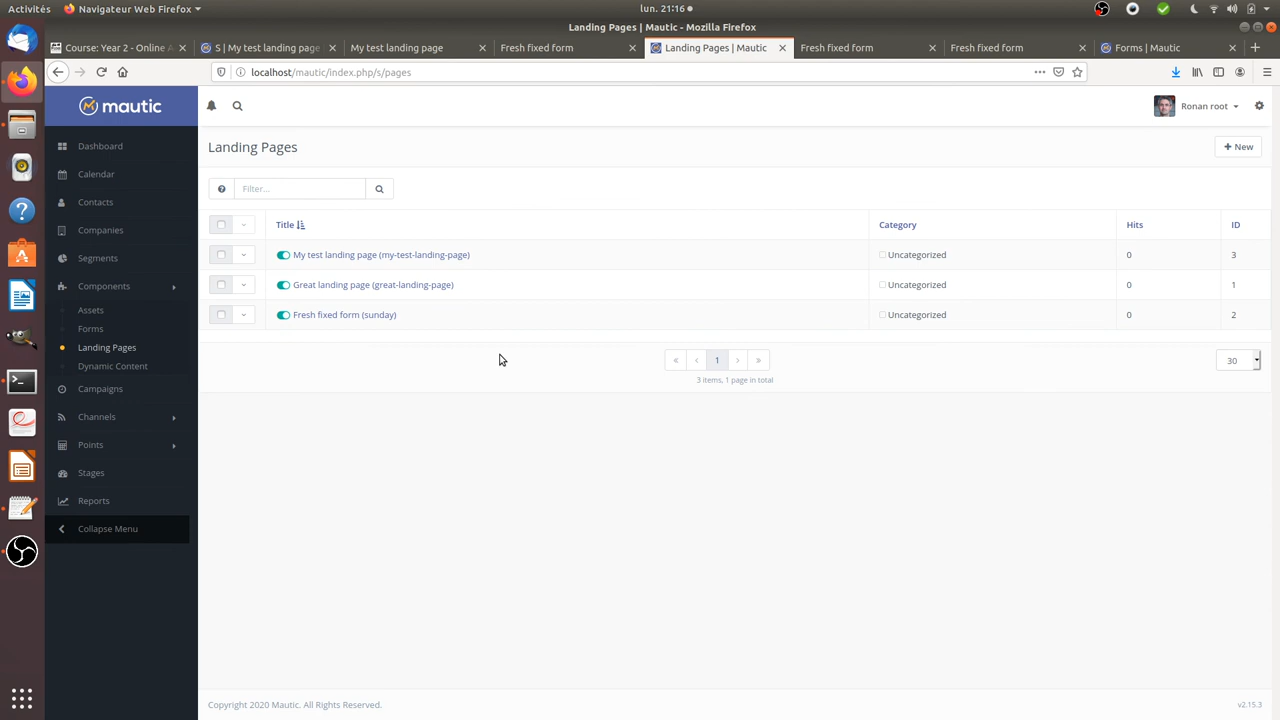 Activités
Firefox Navigateur
lun. 21:16
Landing Pages | Mautic - Mozilla Firefox
Course: Year 2 - Online A
S | My test landing page
My test landing page
Fresh fixed form
Landing Pages | Mautic
Fresh fixed form
Fresh fixed form
Forms | Mautic
localhost/mautic/index.php/s/pages
mautic
Ronan root
Dashboard
Calendar
Contacts
Companies
Segments
Components
Assets
Forms
Landing Pages
Dynamic Content
Campaigns
Channels
Points
Stages
Reports
Collapse Menu
Landing Pages
+ New
Filter...
Title Category Hits ID
My test landing page (my-test-landing-page) Uncategorized 0 3
Great landing page (great-landing-page) Uncategorized 0 1
Fresh fixed form (sunday) Uncategorized 0 2
« ‹ 1 › »
30
3 items, 1 page in total
Copyright 2020 Mautic. All Rights Reserved.
v2.15.3